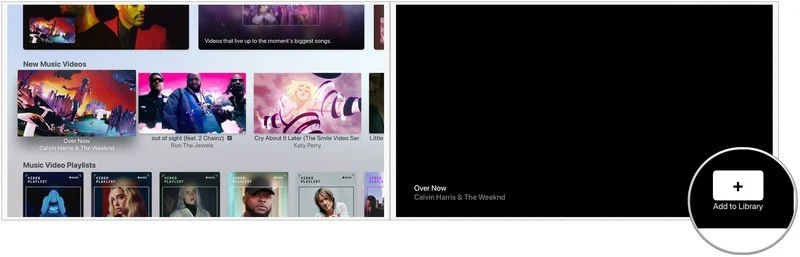 Videos that live up to the moment's biggest songs.
New Music Videos
Over Now
Calvin Harris & The Weeknd
out of sight (feat. 2 Chainz) E
Run The Jewels
Cry About It Later (The Smile Video Ser
Katy Perry
Little
Music Video Playlists
VIDEO PLAYLIST
VIDEO PLAYLIST
VIDEO PLAYLIST
VIDEO PLAYLIST
VIDEO PLAYLIST
Over Now
Calvin Harris & The Weeknd
+
Add to Library